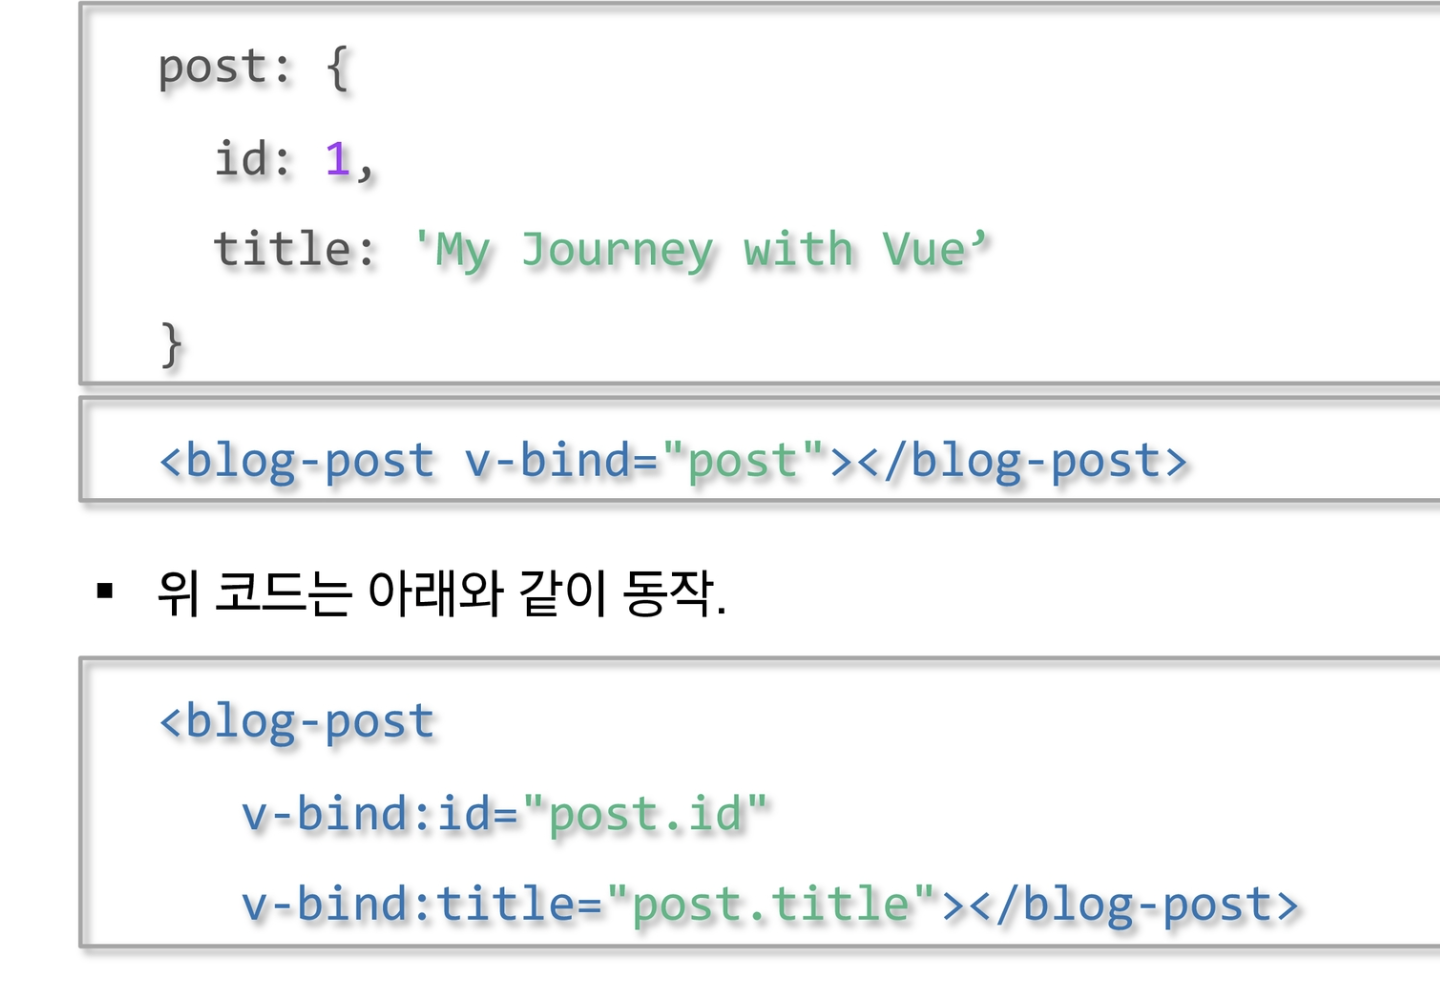 post: {
id: 1,
title: 'My Journey with Vue’
}
<blog-post v-bind="post"></blog-post>
▪ 위 코드는 아래와 같이 동작.
<blog-post
v-bind:id="post.id"
v-bind:title="post.title"></blog-post>